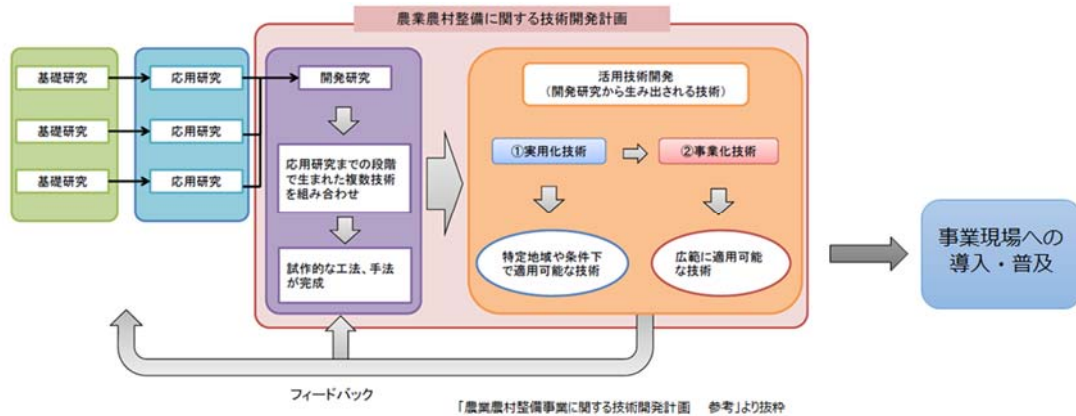 農業農村整備に関する技術開発計画
基礎研究
応用研究
開発研究
基礎研究
応用研究
基礎研究
応用研究
応用研究までの段階
で生まれた複数技術
を組み合わせ
試作的な工法、手法
が完成
活用技術開発
(開発研究から生み出される技術)
①実用化技術
②事業化技術
特定地域や条件下
で適用可能な技術
広範に適用可能
な技術
事業現場への
導入・普及
フィードバック
「農業農村整備事業に関する技術開発計画 参考」より抜粋